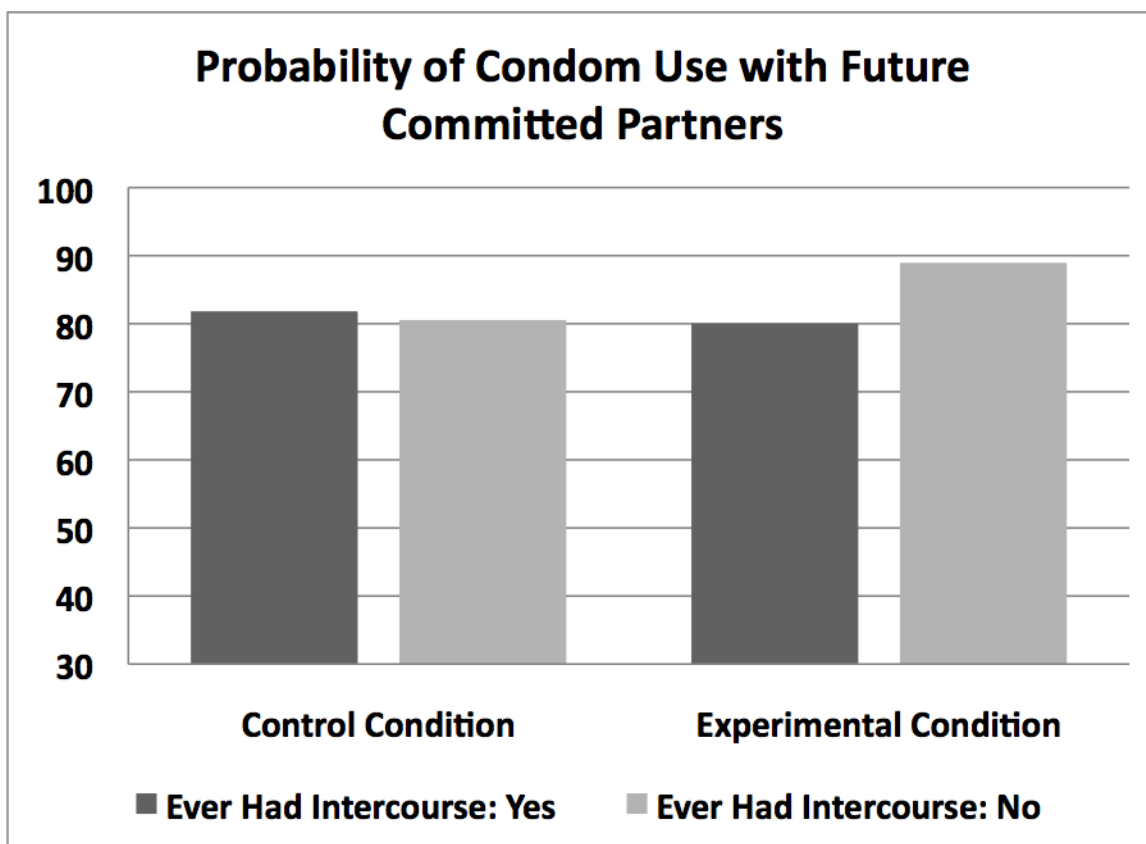 Probability of Condom Use with Future
Committed Partners
100
90
80
70
60
50
40
30
Control Condition Experimental Condition
Ever Had Intercourse: Yes Ever Had Intercourse: No